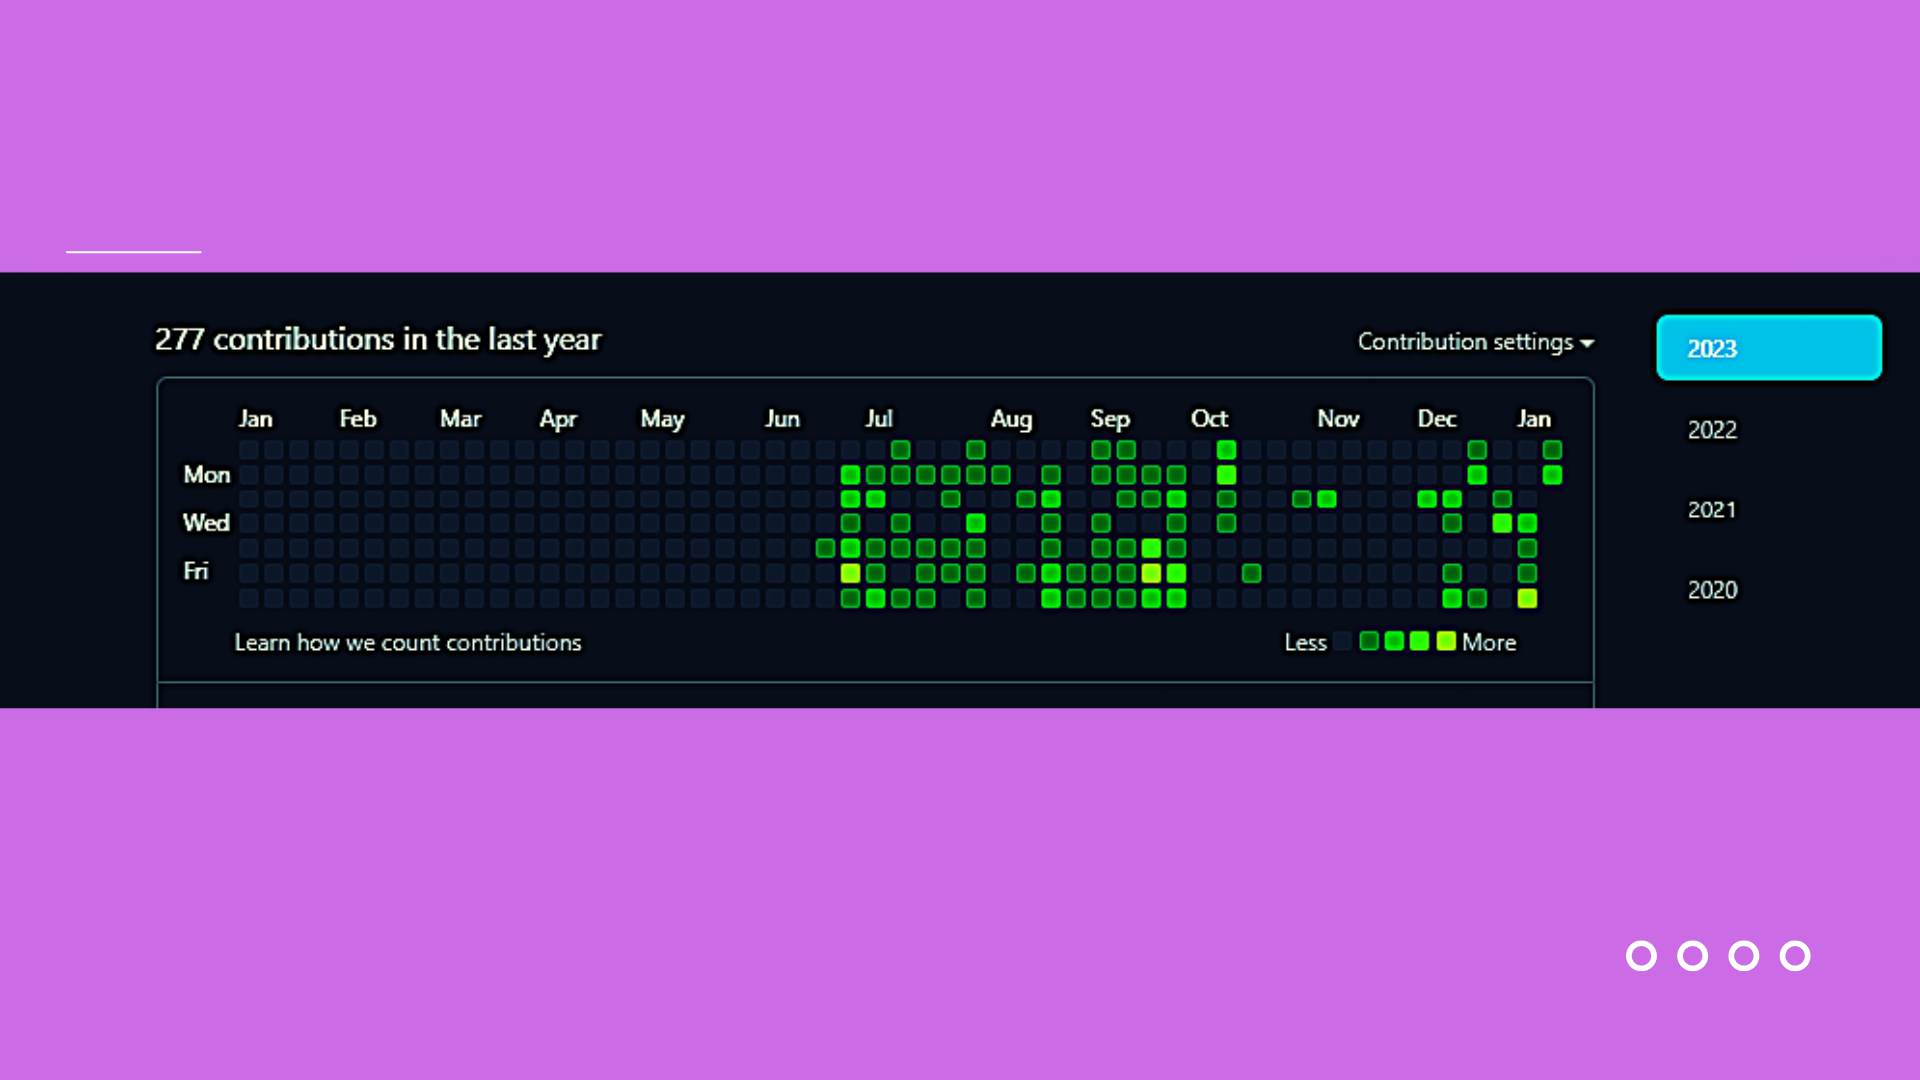 277 contributions in the last year
Contribution settings
2023
Jan Feb Mar Apr May Jun Jul Aug Sep Oct Nov Dec Jan
2022
Mon
2021
Wed
Fri
2020
Learn how we count contributions
Less More